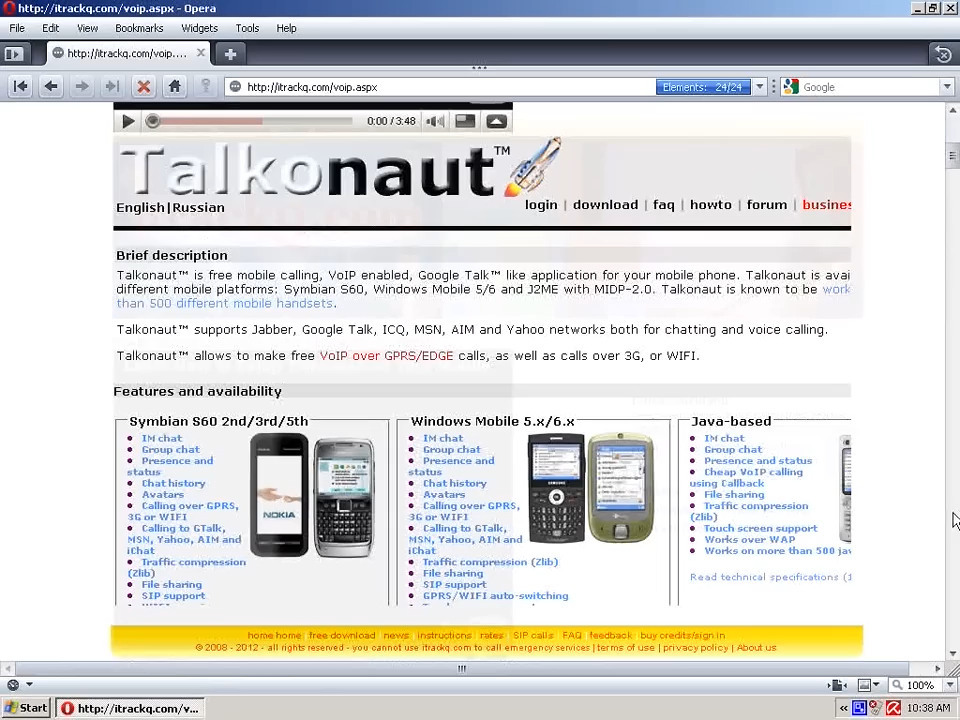 http://itrackq.com/voip.aspx - Opera
File Edit View Bookmarks Widgets Tools Help
http://itrackq.com/voip....
http://itrackq.com/voip.aspx Elements: 24/24 Google
0:00 / 3:48
Talkonaut™
English|Russian
login | download | faq | howto | forum | busines
Brief description
Talkonaut™ is free mobile calling, VoIP enabled, Google Talk™ like application for your mobile phone. Talkonaut is avai
different mobile platforms: Symbian S60, Windows Mobile 5/6 and J2ME with MIDP-2.0. Talkonaut is known to be work
than 500 different mobile handsets.
Talkonaut™ supports Jabber, Google Talk, ICQ, MSN, AIM and Yahoo networks both for chatting and voice calling.
Talkonaut™ allows to make free VoIP over GPRS/EDGE calls, as well as calls over 3G, or WIFI.
Features and availability
Symbian S60 2nd/3rd/5th
IM chat
Group chat
Presence and
status
Chat history
Avatars
Calling over GPRS,
3G or WIFI
Calling to GTalk,
MSN, Yahoo, AIM and
iChat
Traffic compression
(Zlib)
File sharing
SIP support
NOKIA
Windows Mobile 5.x/6.x
IM chat
Group chat
Presence and
status
Chat history
Avatars
Calling over GPRS,
3G or WIFI
Calling to GTalk,
MSN, Yahoo, AIM and
iChat
Traffic compression (Zlib)
File sharing
SIP support
GPRS/WIFI auto-switching
Java-based
IM chat
Group chat
Presence and status
Cheap VoIP calling
using Callback
File sharing
Traffic compression
(Zlib)
Touch screen support
Works over WAP
Works on more than 500 jav
Read technical specifications (1
home home | free download | news | instructions | rates | SIP calls | FAQ | feedback | buy credits/sign in
© 2008 - 2012 - all rights reserved - you cannot use itrackq.com to call emergency services | terms of use | privacy policy | About us
100%
Start http://itrackq.com/v... 10:38 AM